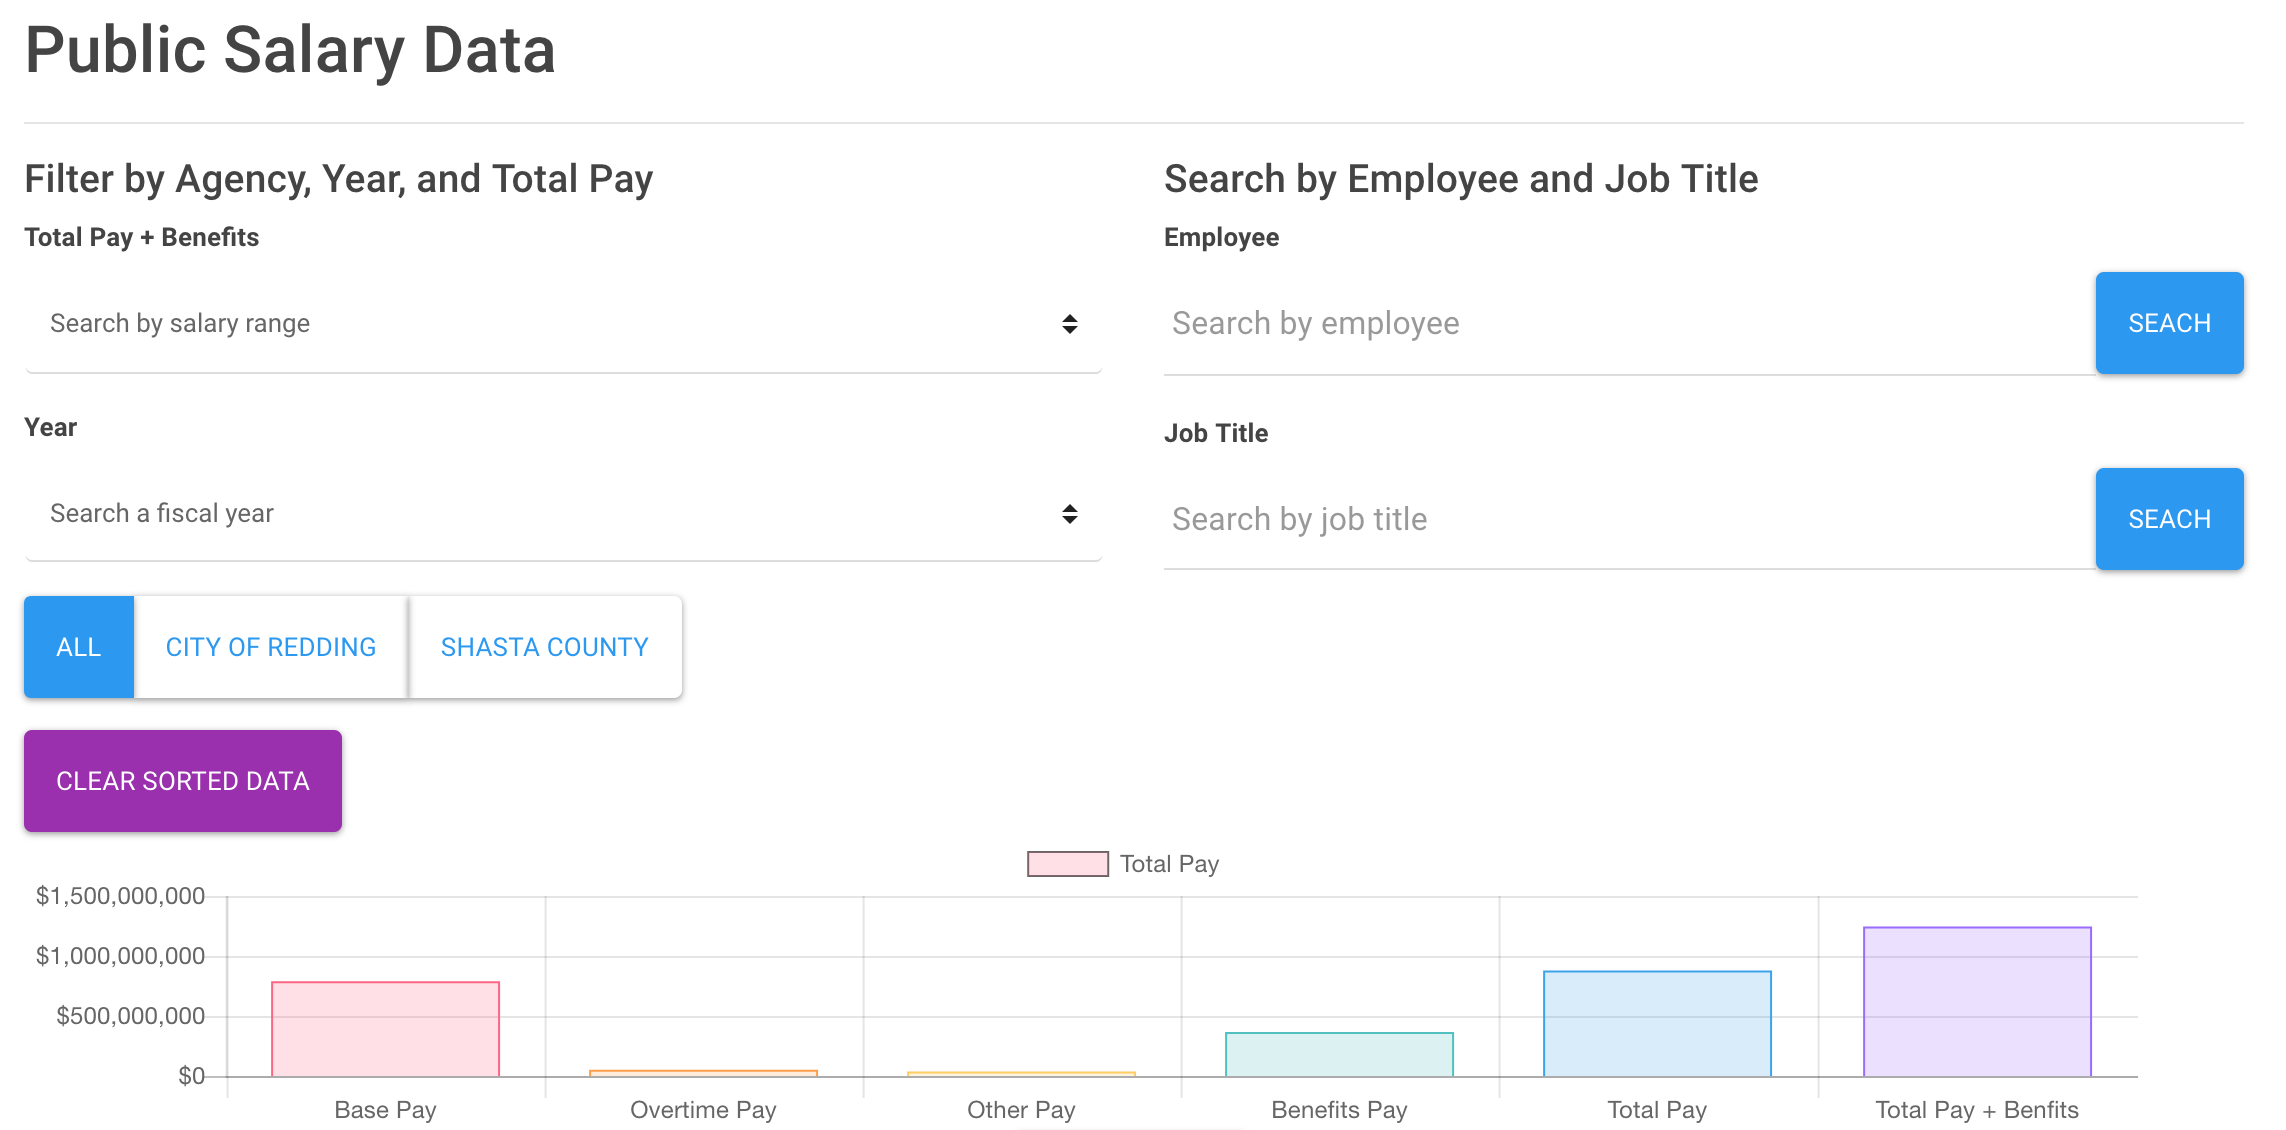 Public Salary Data
Filter by Agency, Year, and Total Pay
Total Pay + Benefits
Search by salary range
Year
Search a fiscal year
ALL
CITY OF REDDING
SHASTA COUNTY
CLEAR SORTED DATA
Search by Employee and Job Title
Employee
Search by employee
SEACH
Job Title
Search by job title
SEACH
Total Pay
$1,500,000,000
$1,000,000,000
$500,000,000
$0
Base Pay
Overtime Pay
Other Pay
Benefits Pay
Total Pay
Total Pay + Benfits